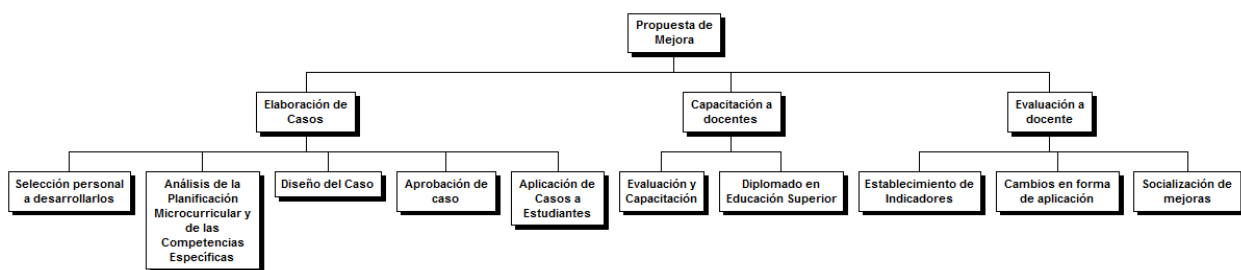 Propuesta de
Mejora
Elaboración de
Casos
Capacitación a
docentes
Evaluación a
docente
Selección personal
a desarrollarlos
Análisis de la
Planificación
Microcurricular y
de las
Competencias
Específicas
Diseño del Caso
Aprobación de
caso
Aplicación de
Casos a
Estudiantes
Evaluación y
Capacitación
Diplomado en
Educación Superior
Establecimiento de
Indicadores
Cambios en forma
de aplicación
Socialización de
mejoras